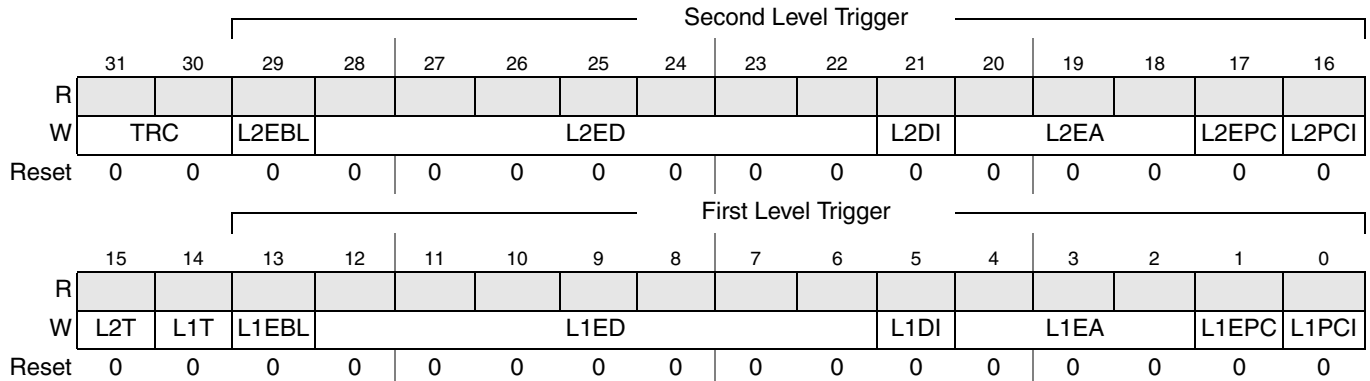 Second Level Trigger
31 30 29 28 27 26 25 24 23 22 21 20 19 18 17 16
R
W TRC L2EBL L2ED L2DI L2EA L2EPC L2PCI
Reset 0 0 0 0 0 0 0 0 0 0 0 0 0 0 0 0
First Level Trigger
15 14 13 12 11 10 9 8 7 6 5 4 3 2 1 0
R
W L2T L1T L1EBL L1ED L1DI L1EA L1EPC L1PCI
Reset 0 0 0 0 0 0 0 0 0 0 0 0 0 0 0 0